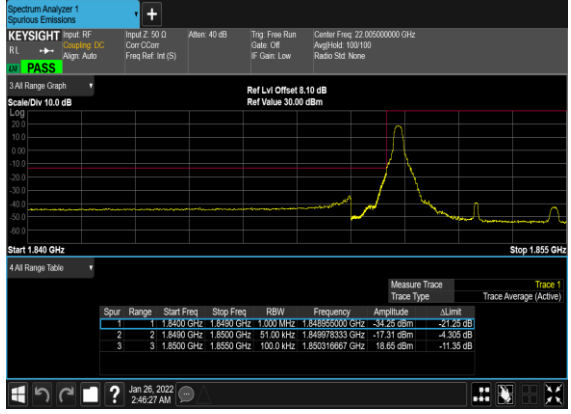 Spectrum Analyzer 1
Spurious Emissions
+
KEYSIGHT
RL
PASS
Input: RF
Coupling: DC
Align: Auto
Input Z: 50 Ω
Corr CCorr
Freq Ref: Int (S)
Atten: 40 dB
Trig: Free Run
Gate: Off
IF Gain: Low
Center Freq: 22.005000000 GHz
Avg|Hold: 100/100
Radio Std: None
3 All Range Graph
Scale/Div 10.0 dB
Ref Lvl Offset 8.10 dB
Ref Value 30.00 dBm
Log
20.0
10.0
0.00
-10.0
-20.0
-30.0
-40.0
-50.0
-60.0
Start 1.840 GHz
Stop 1.855 GHz
4 All Range Table
Measure Trace Trace 1
Trace Type Trace Average (Active)
Spur Range Start Freq Stop Freq RBW Frequency Amplitude ΔLimit
1 1 1.8400 GHz 1.8490 GHz 1.000 MHz 1.848955000 GHz -34.25 dBm -21.25 dB
2 2 1.8490 GHz 1.8500 GHz 51.00 kHz 1.849978333 GHz -17.31 dBm -4.305 dB
3 3 1.8500 GHz 1.8550 GHz 100.0 kHz 1.850316667 GHz 18.65 dBm -11.35 dB
?
Jan 26, 2022
2:46:27 AM